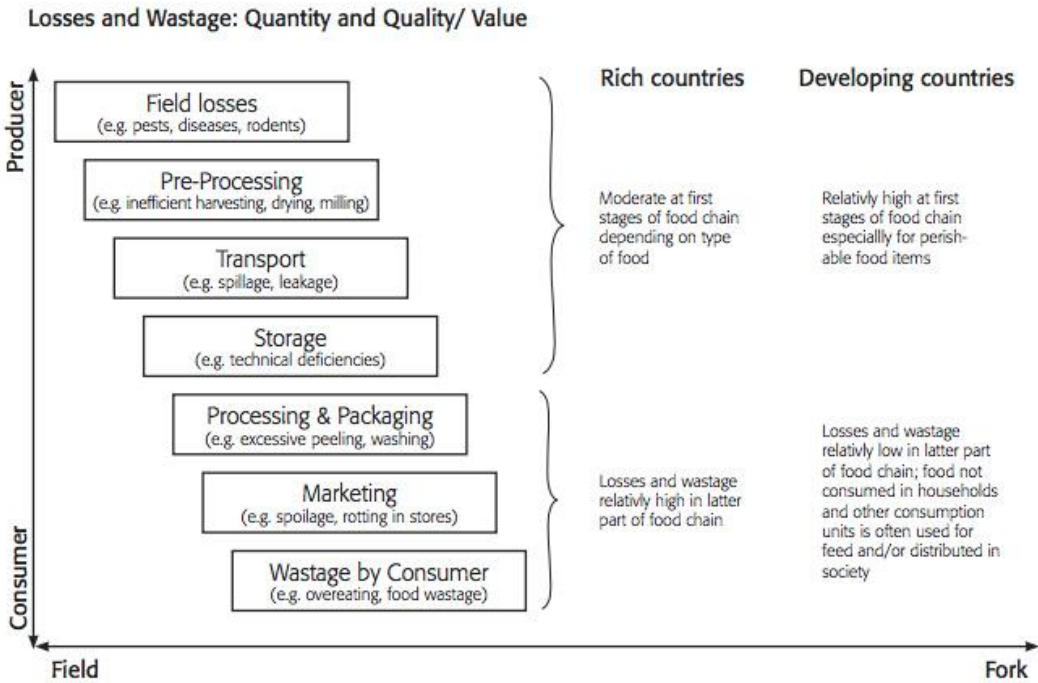 Losses and Wastage: Quantity and Quality/ Value
Rich countries
Developing countries
Producer
Field losses
(e.g. pests, diseases, rodents)
Pre-Processing
(e.g. inefficient harvesting, drying, milling)
Transport
(e.g. spillage, leakage)
Storage
(e.g. technical deficiencies)
Moderate at first
stages of food chain
depending on type
of food
Relativly high at first
stages of food chain
especiallly for perish-
able food items
Processing & Packaging
(e.g. excessive peeling, washing)
Marketing
(e.g. spoilage, rotting in stores)
Wastage by Consumer
(e.g. overeating, food wastage)
Losses and wastage
relativly high in latter
part of food chain
Losses and wastage
relativly low in latter part
of food chain; food not
consumed in households
and other consumption
units is often used for
feed and/or distributed in
society
Consumer
Field
Fork